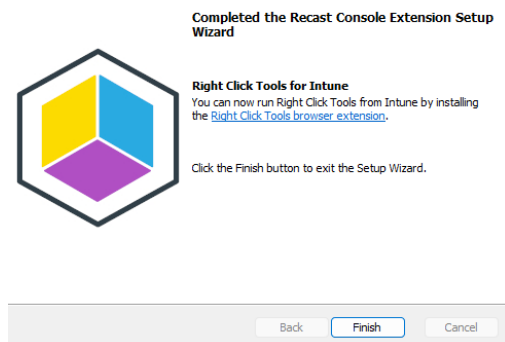 Completed the Recast Console Extension Setup
Wizard
Right Click Tools for Intune
You can now run Right Click Tools from Intune by installing
the Right Click Tools browser extension.
Click the Finish button to exit the Setup Wizard.
Back Finish Cancel